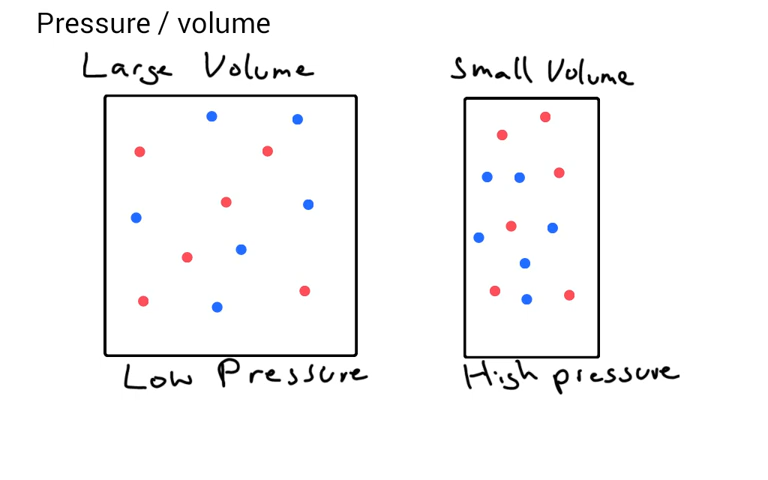 Pressure / volume
Large Volume
Small Volume
Low Pressure
High pressure